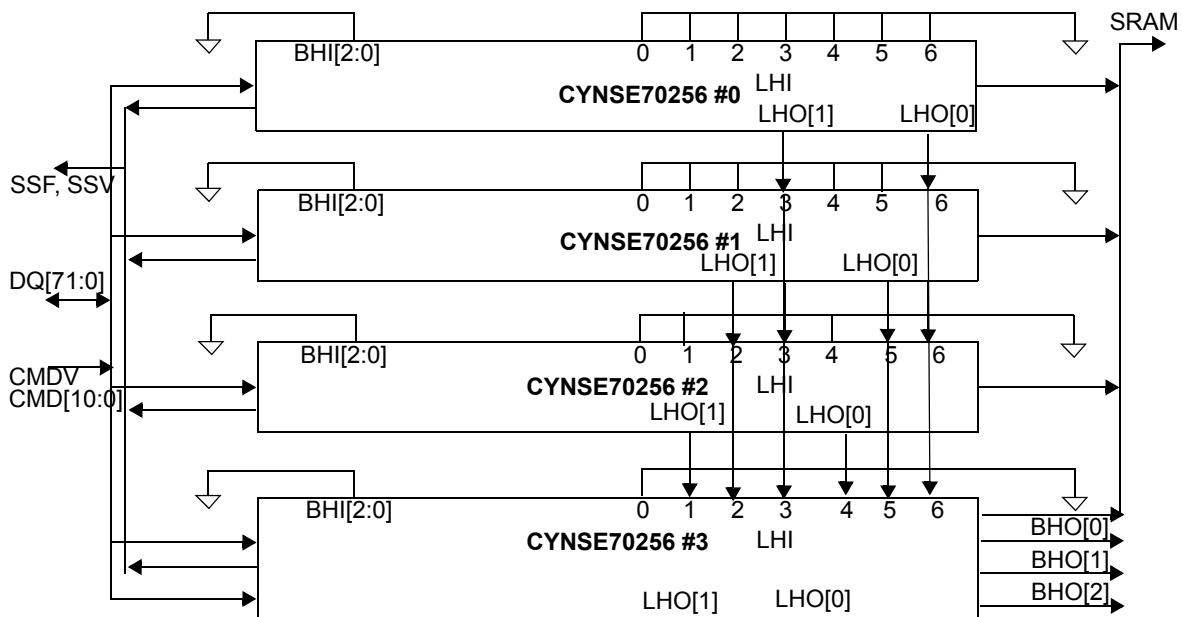 SRAM
BHI[2:0] 0 1 2 3 4 5 6
LHI
CYNSE70256 #0
LHO[1] LHO[0]
SSF, SSV
BHI[2:0] 0 1 2 3 4 5 6
LHI
CYNSE70256 #1
LHO[1] LHO[0]
DQ[71:0]
BHI[2:0] 0 1 2 3 4 5 6
CMDV
CMD[10:0]
CYNSE70256 #2 LHI
LHO[1] LHO[0]
BHI[2:0] 0 1 2 3 4 5 6
BHO[0]
CYNSE70256 #3 LHI
BHO[1]
BHO[2]
LHO[1] LHO[0]